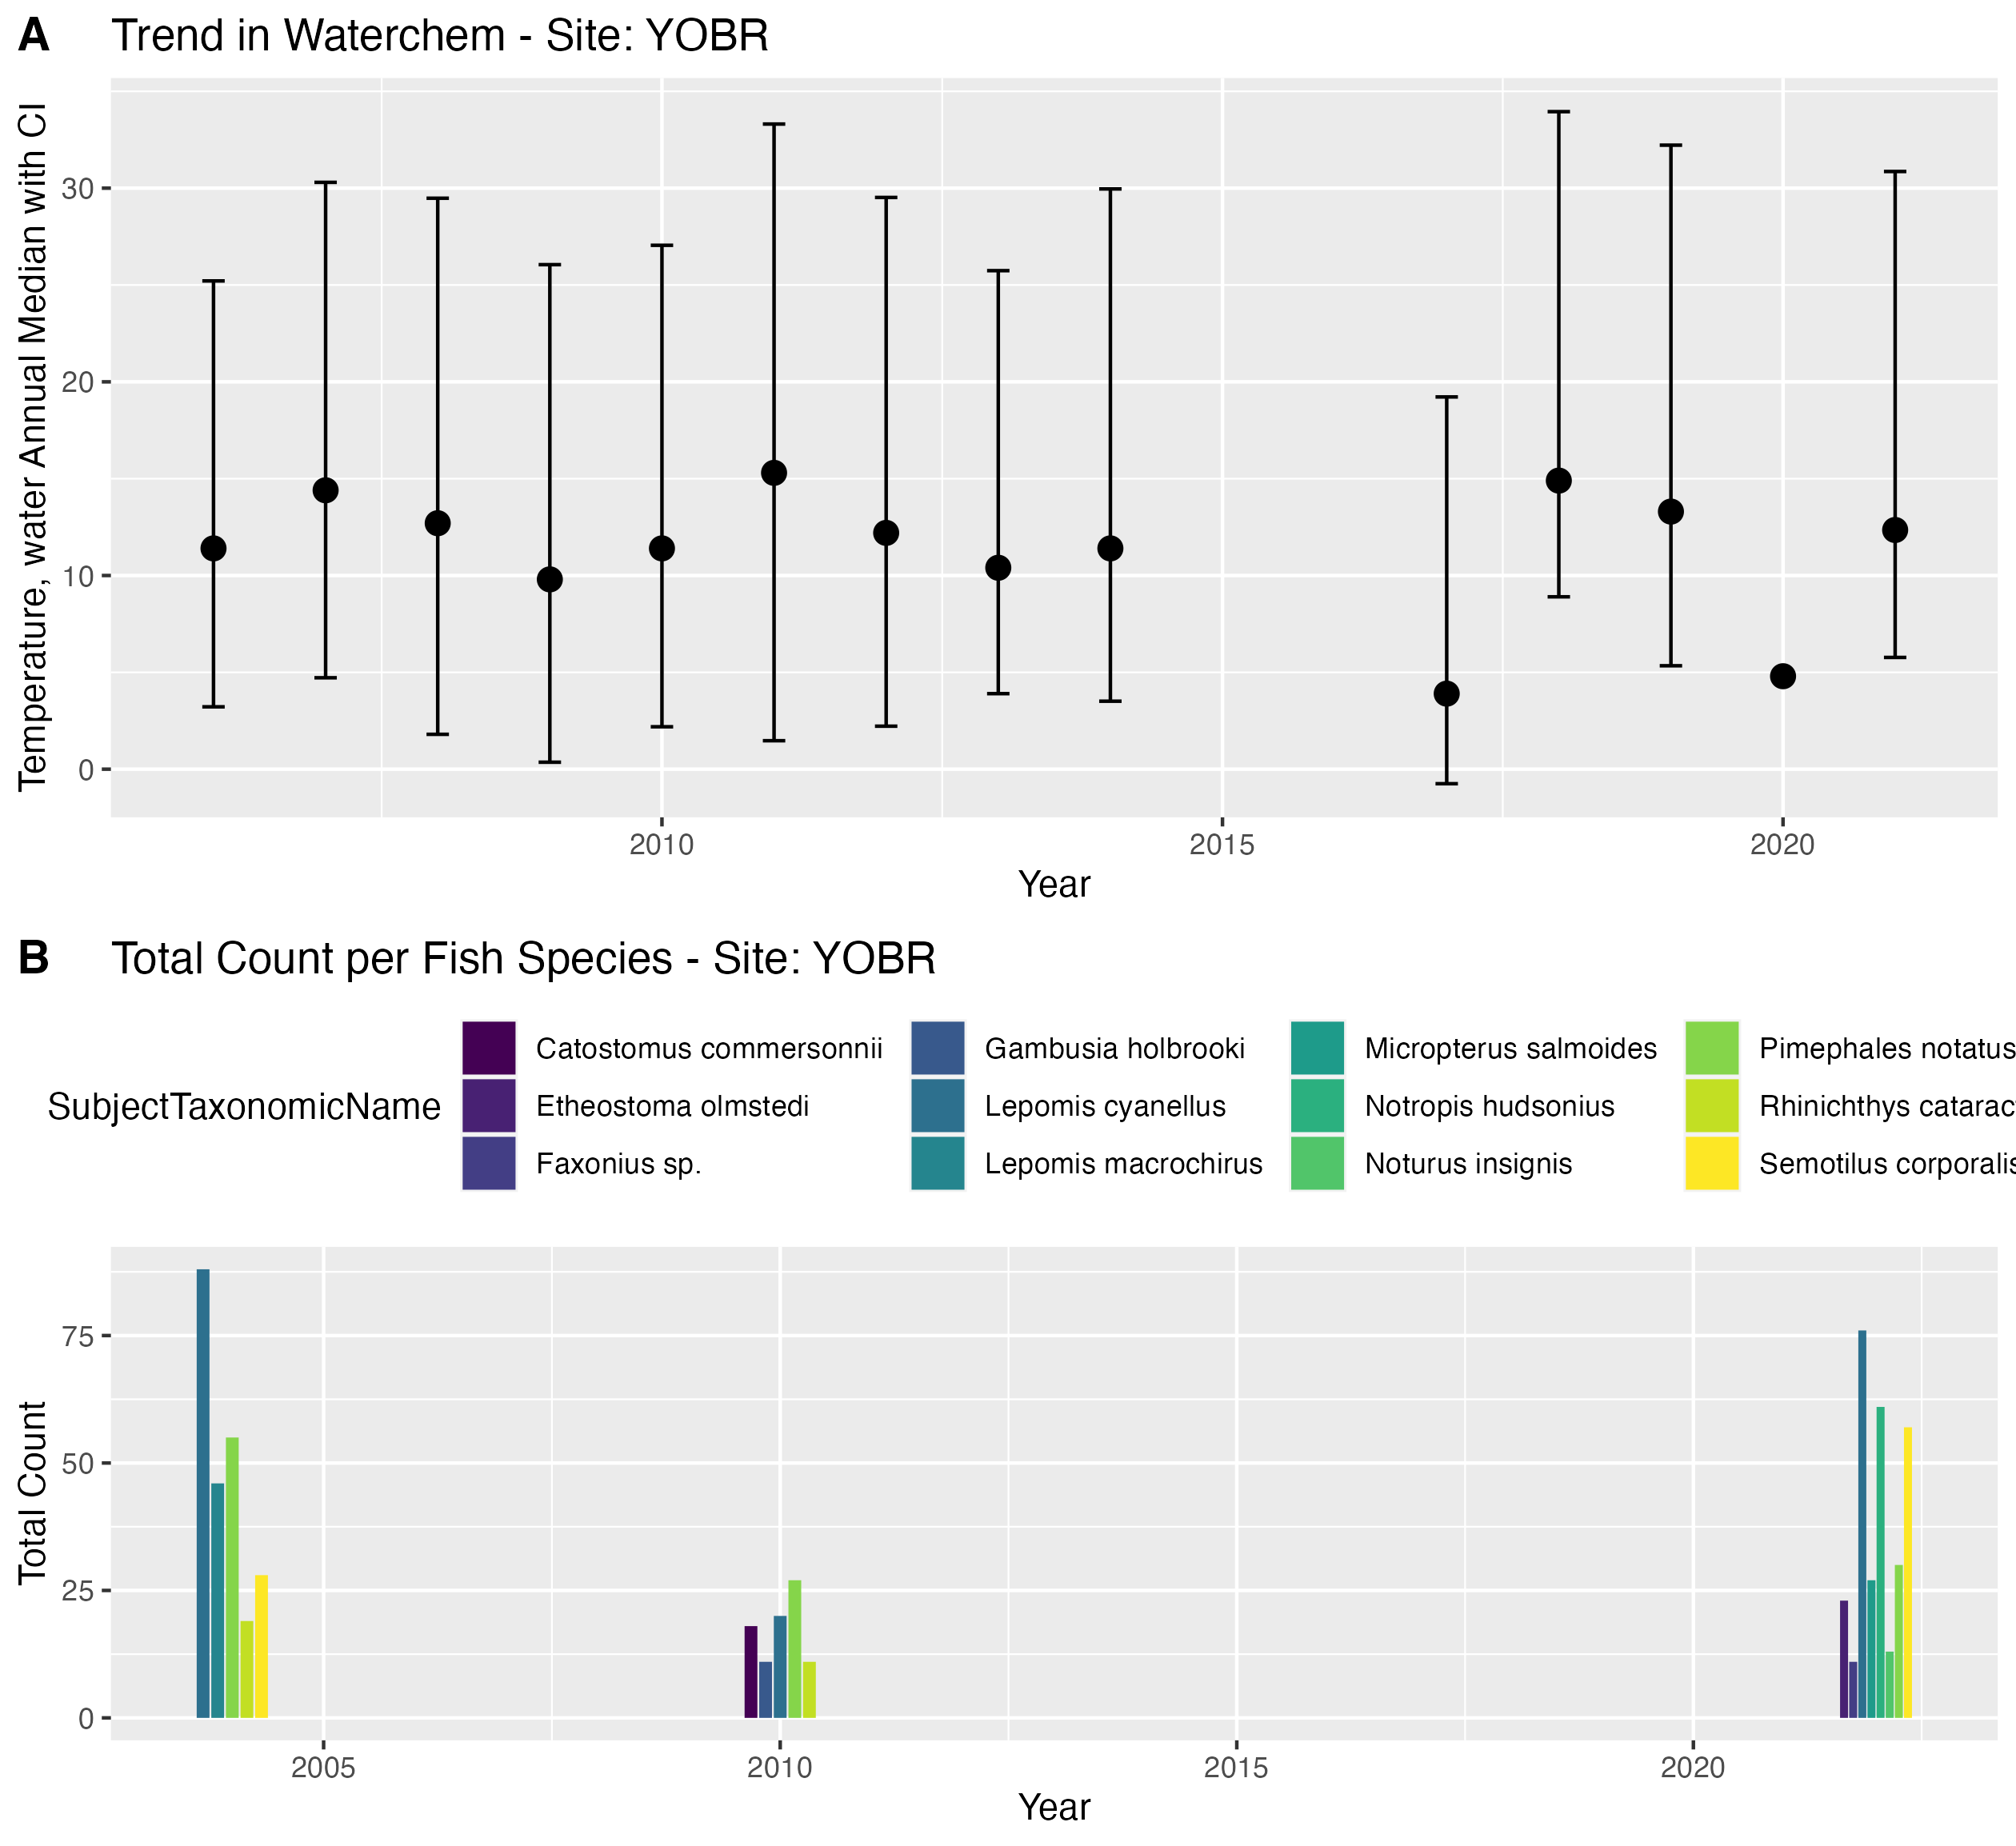 A Trend in Waterchem - Site: YOBR
Temperature, water Annual Median with CI
30
20
10
0
2010 2015 2020
Year
B Total Count per Fish Species - Site: YOBR
SubjectTaxonomicName
Catostomus commersonnii Gambusia holbrooki Micropterus salmoides Pimephales notatus
Etheostoma olmstedi Lepomis cyanellus Notropis hudsonius Rhinichthys catarac
Faxonius sp. Lepomis macrochirus Noturus insignis Semotilus corporalis
Total Count
75
50
25
0
2005 2010 2015 2020
Year